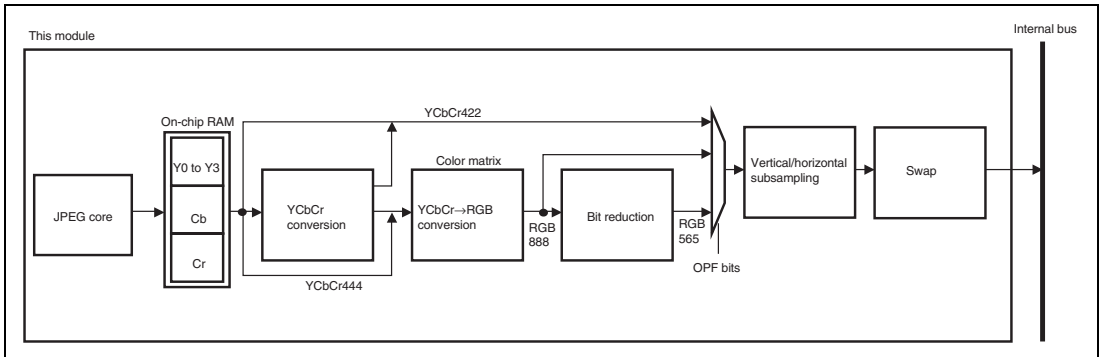 Internal bus
This module
On-chip RAM
YCbCr422
Y0 to Y3
Color matrix
JPEG core
Cb
YCbCr
conversion
YCbCr→RGB
conversion
Bit reduction
Vertical/horizontal
subsampling
Swap
RGB
888
RGB
565
Cr
YCbCr444
OPF bits